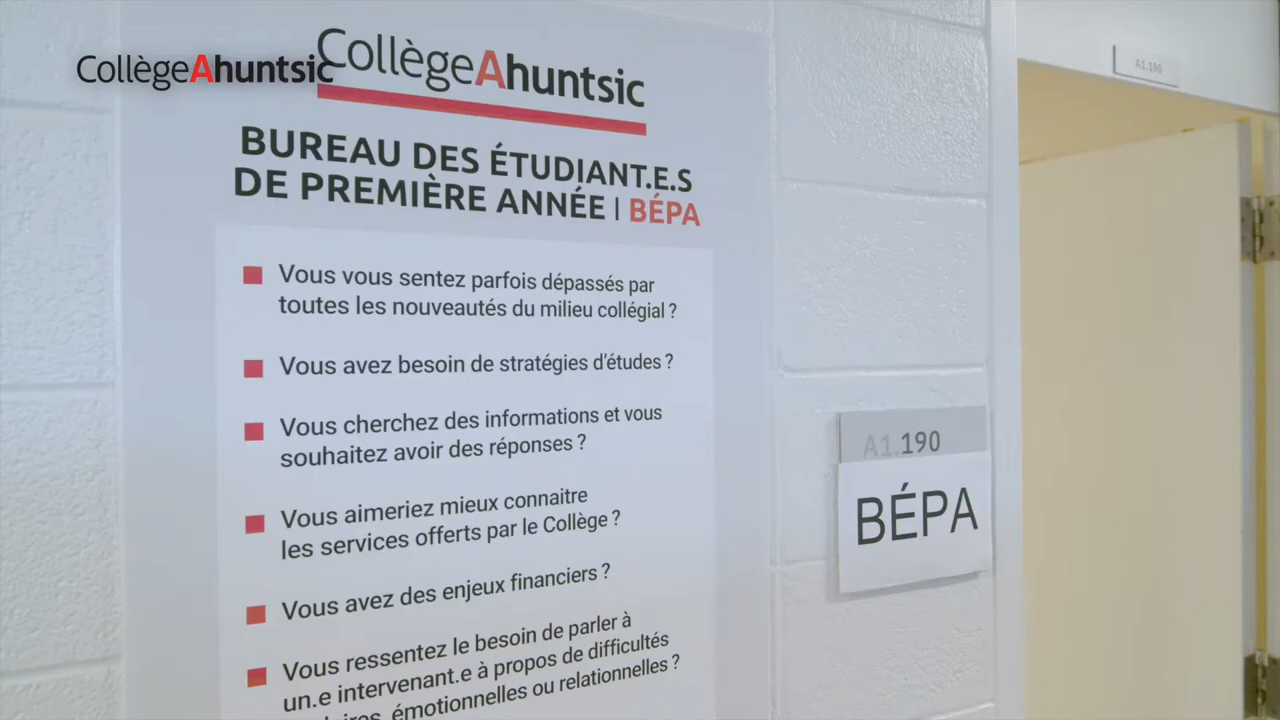 CollègeAhuntsic
CollègeAhuntsic
BUREAU DES ÉTUDIANT.E.S
DE PREMIÈRE ANNÉE | BÉPA
Vous vous sentez parfois dépassés par
toutes les nouveautés du milieu collégial ?
Vous avez besoin de stratégies d'études ?
Vous cherchez des informations et vous
souhaitez avoir des réponses ?
Vous aimeriez mieux connaitre
les services offerts par le Collège ?
Vous avez des enjeux financiers ?
Vous ressentez le besoin de parler à
un.e intervenant.e à propos de difficultés
émotionnelles ou relationnelles ?
A1.190
BÉPA
A1.190